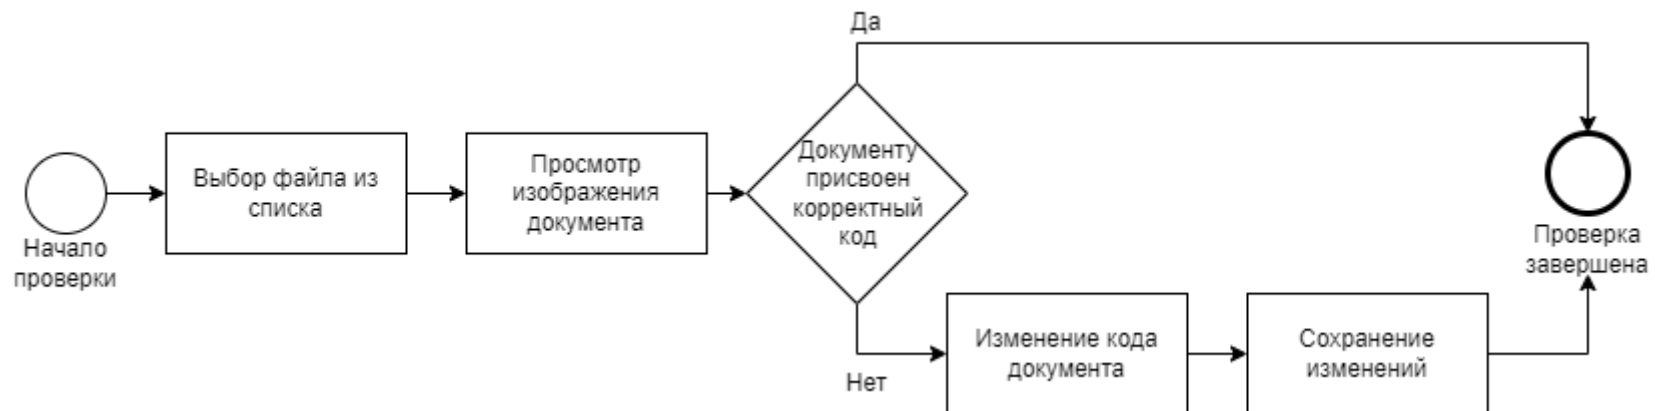 Да
Начало
проверки
Выбор файла из
списка
Просмотр
изображения
документа
Документу
присвоен
корректный
код
Проверка
завершена
Нет
Изменение кода
документа
Сохранение
изменений